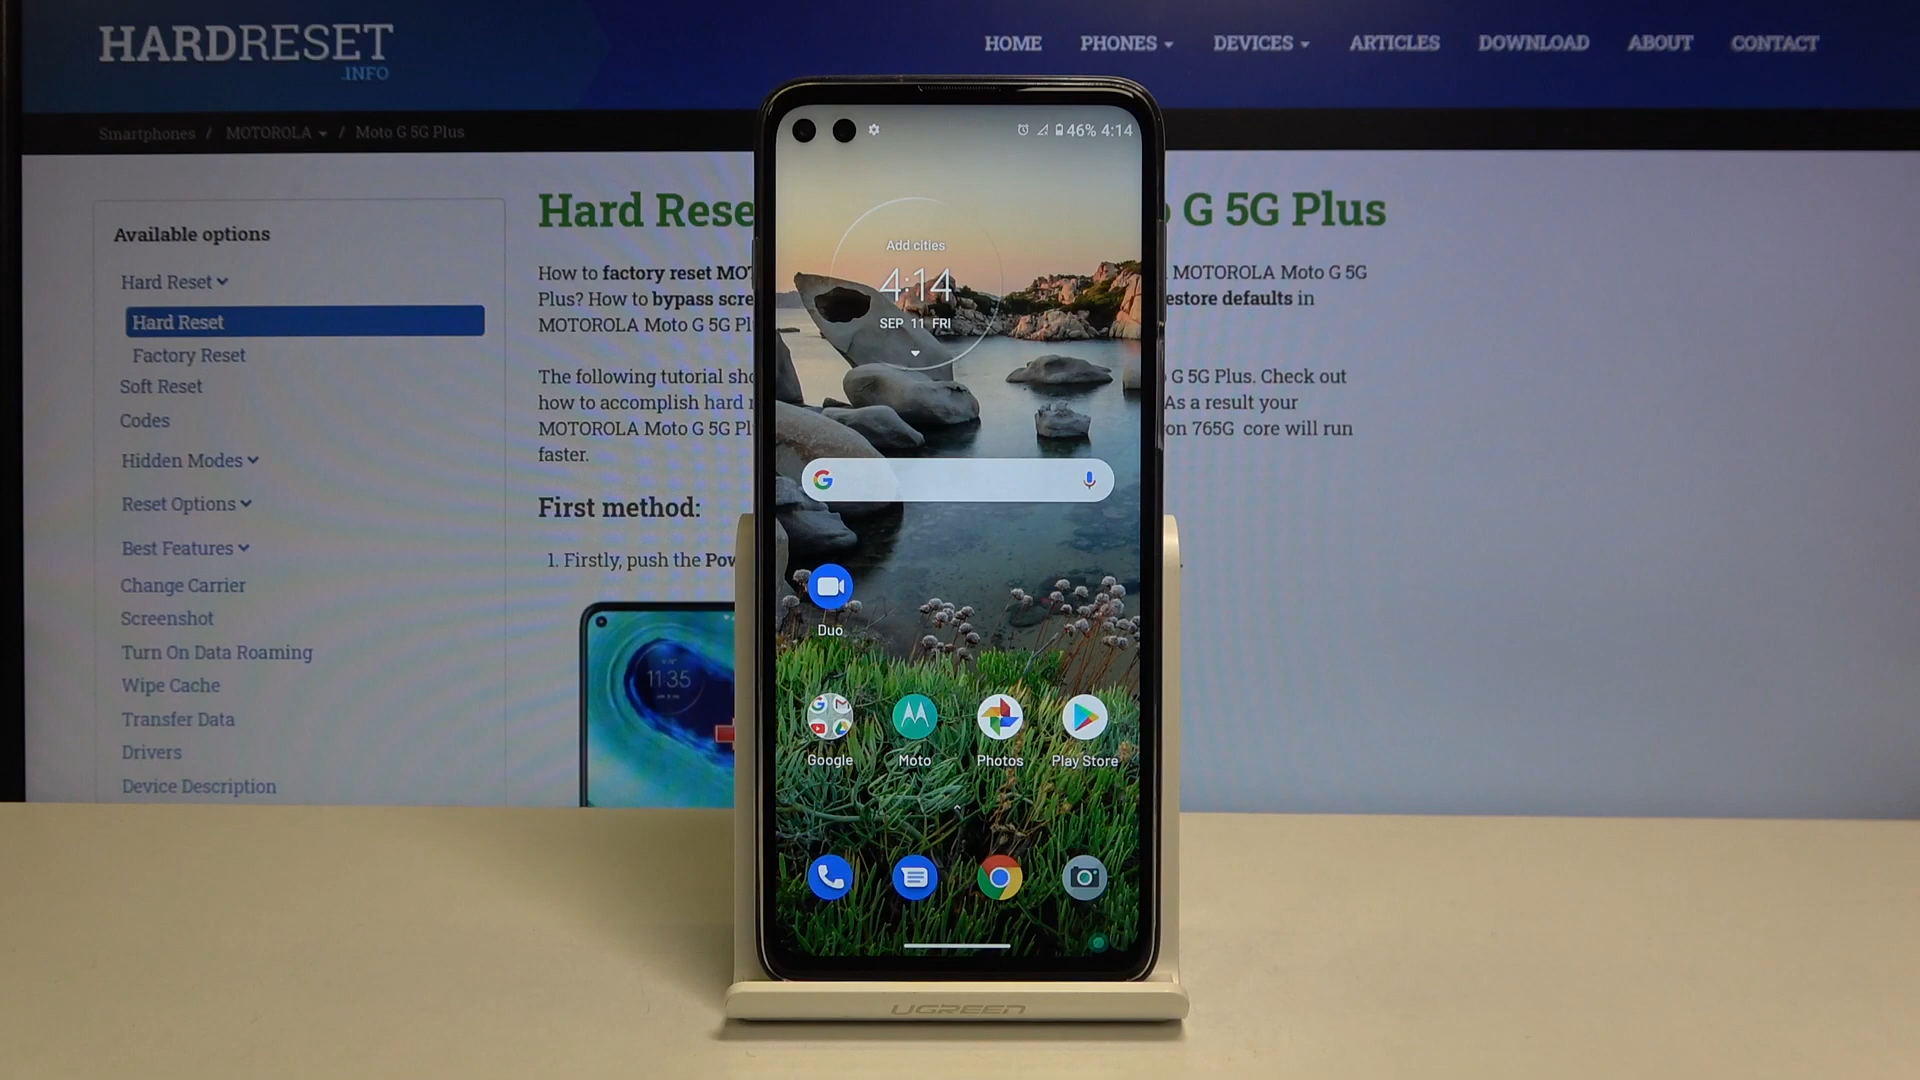 HARDRESET
.INFO
HOME PHONES DEVICES ARTICLES DOWNLOAD ABOUT CONTACT
Smartphones / MOTOROLA / Moto G 5G Plus
Available options
Hard Reset
Hard Reset
Factory Reset
Soft Reset
Codes
Hidden Modes
Reset Options
Best Features
Change Carrier
Screenshot
Turn On Data Roaming
Wipe Cache
Transfer Data
Drivers
Device Description
Hard Rese G 5G Plus
How to factory reset MO MOTOROLA Moto G 5G
Plus? How to bypass scre estore defaults in
MOTOROLA Moto G 5G Pl
The following tutorial sho G 5G Plus. Check out
how to accomplish hard As a result your
MOTOROLA Moto G 5G Pl on 765G core will run
faster.
First method:
1. Firstly, push the Pow
11:35
46% 4:14
Add cities
4:14
SEP 11 FRI
Duo
Google Moto Photos Play Store
UGREEN